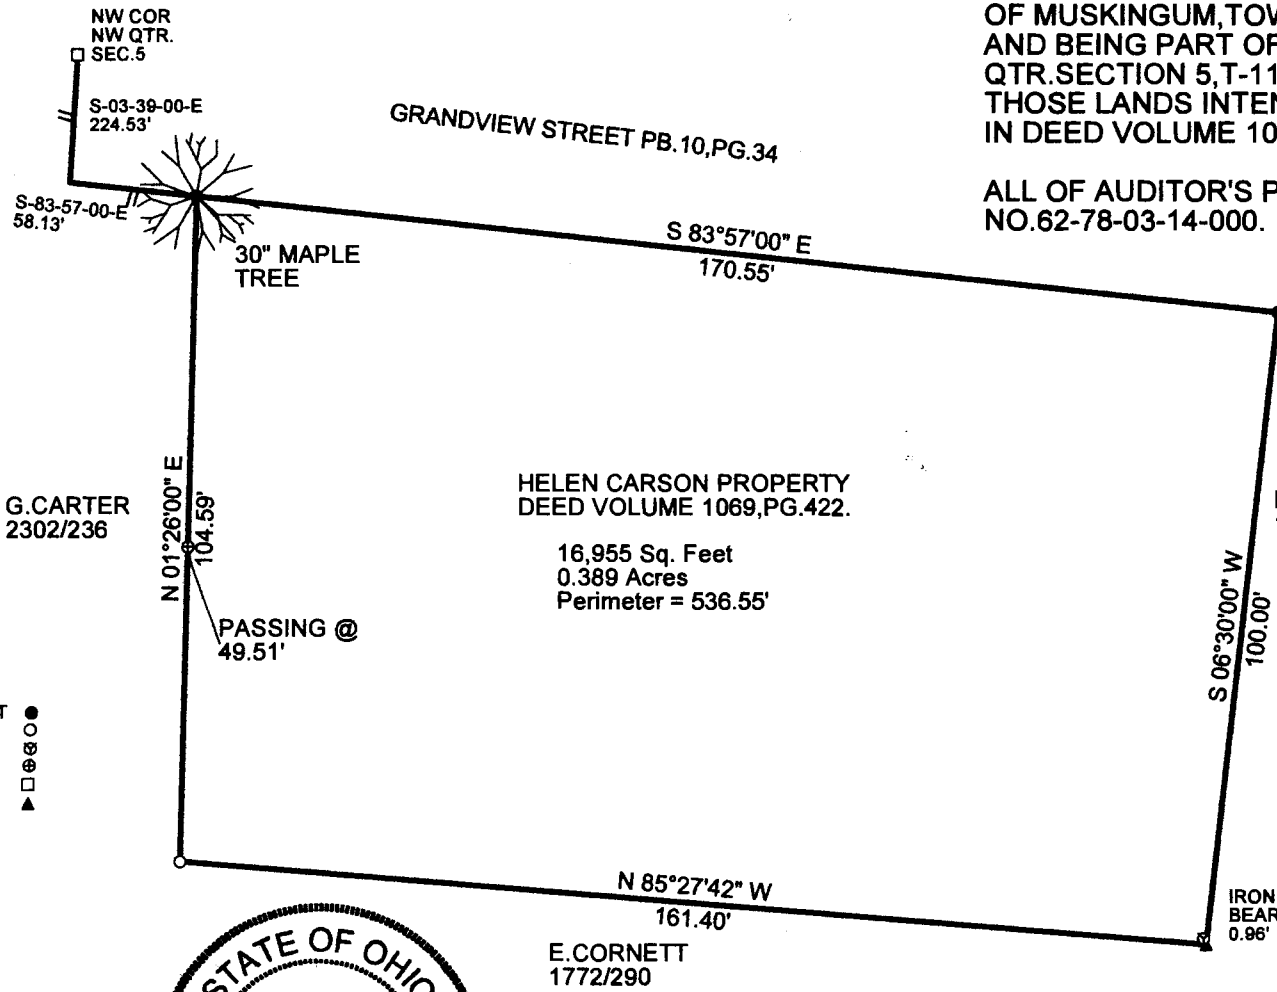 NW COR
NW QTR.
SEC.5
S-03-39-00-E
224.53'
S-83-57-00-E
58.13'
30" MAPLE
TREE
GRANDVIEW STREET PB.10,PG.34
OF MUSKINGUM,
AND BEING PART OF
QTR.SECTION 5,T-11
THOSE LANDS
IN DEED VOLUME 10
ALL OF AUDITOR'S
NO.62-78-03-14-000.
S 83°57'00" E
170.55'
G.CARTER
2302/236
N 01°26'00" E
104.59'
PASSING @
49.51'
HELEN CARSON PROPERTY
DEED VOLUME 1069,PG.422.
16,955 Sq. Feet
0.389 Acres
Perimeter = 536.55'
S 06°30'00" W
100.00'
N 85°27'42" W
161.40'
E.CORNETT
1772/290
IRON
BEAR
0.96'
STATE OF OHIO